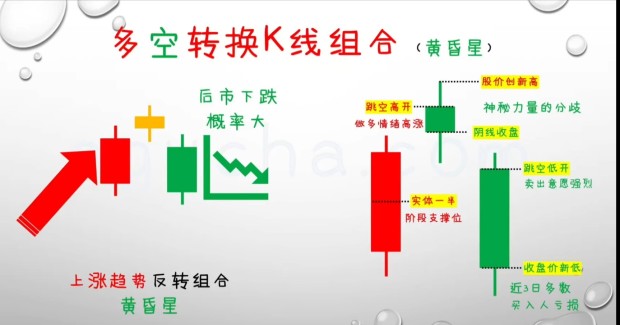 多空转换K线组合（黄昏星）
后市下跌
概率大
上涨趋势反转组合
黄昏星
股价创新高
跳空高开
做多情绪高涨
神秘力量的分歧
阴线收盘
跳空低开
卖出意愿强烈
实体一半
阶段支撑位
收盘价新低
近3日多数
买入人亏损